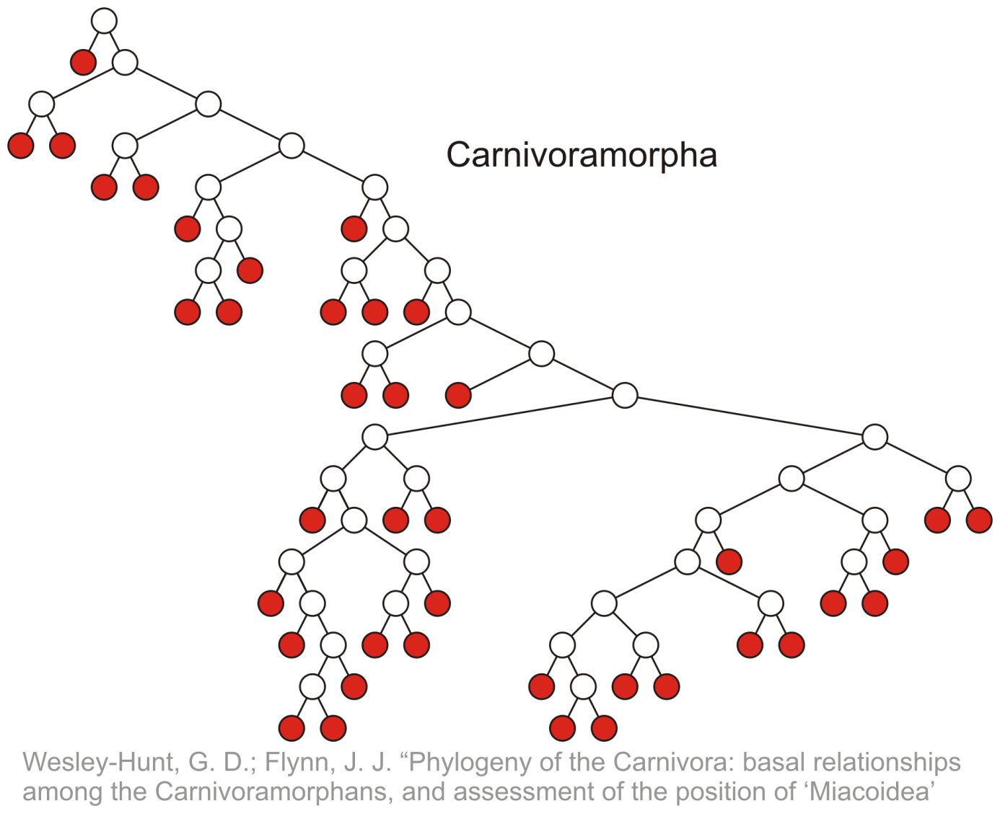 Carnivoramorpha
Wesley-Hunt, G. D.; Flynn, J. J. “Phylogeny of the Carnivora: basal relationships
among the Carnivoramorphans, and assessment of the position of ‘Miacoidea’